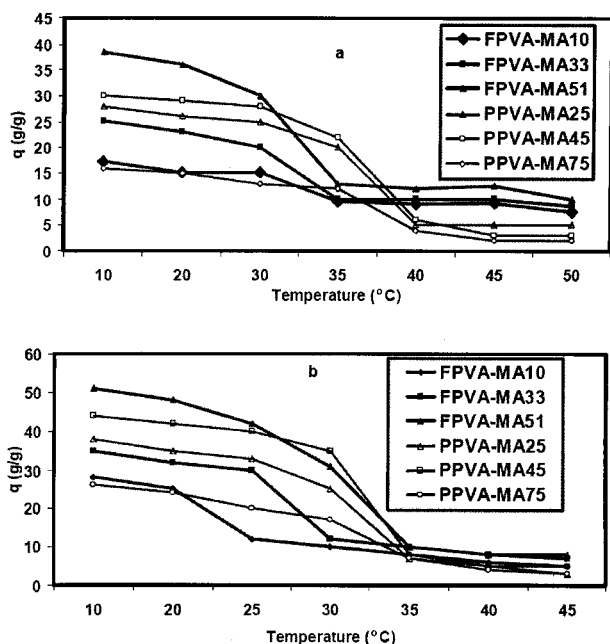 a
q (g/g)
45
40
35
30
25
20
15
10
5
0
10 20 30 35 40 45 50
Temperature (°C)
FPVA-MA10
FPVA-MA33
FPVA-MA51
PPVA-MA25
PPVA-MA45
PPVA-MA75
b
q (g/g)
60
50
40
30
20
10
0
10 20 25 30 35 40 45
Temperature (°C)
FPVA-MA10
FPVA-MA33
FPVA-MA51
PPVA-MA25
PPVA-MA45
PPVA-MA75